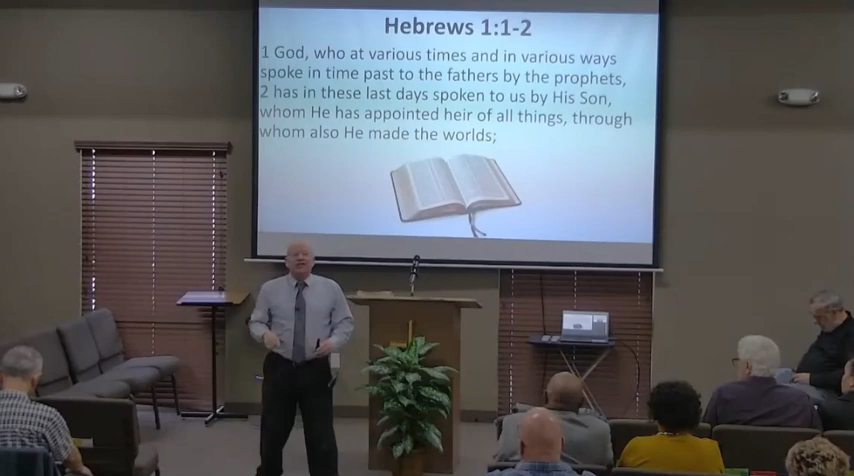 Hebrews 1:1-2
1 God, who at various times and in various ways
spoke in time past to the fathers by the prophets,
2 has in these last days spoken to us by His Son,
whom He has appointed heir of all things, through
whom also He made the worlds;